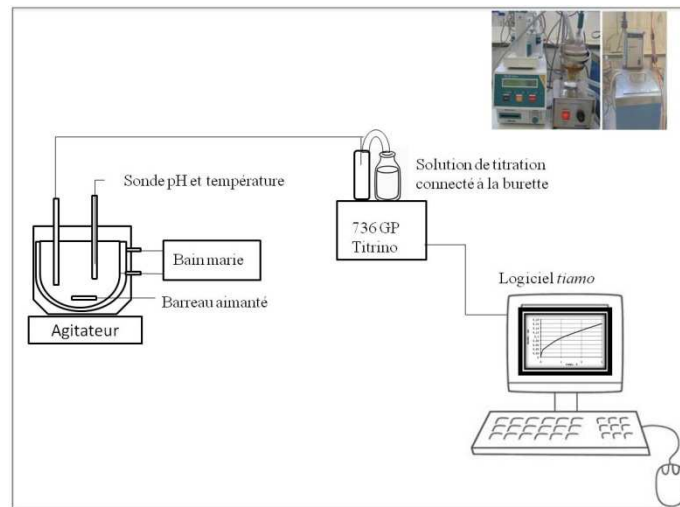 Sonde pH et température
Solution de titration
connecté à la burette
736 GP
Titrino
Bain marie
Logiciel tiamo
Barreau aimanté
Agitateur